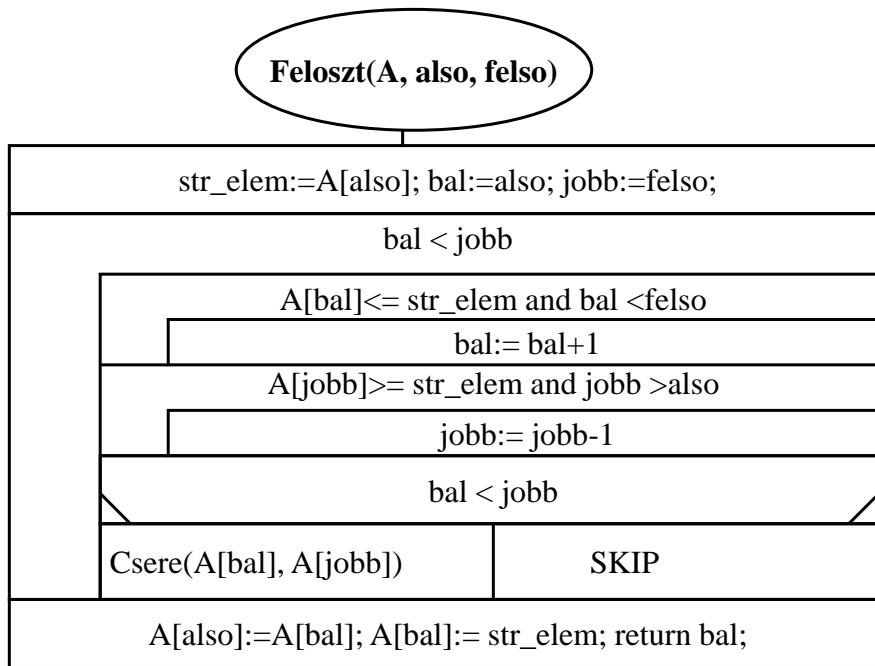 Feloszt(A, also, felso)
str_elem:=A[also]; bal:=also; jobb:=felso;
bal < jobb
A[bal]<= str_elem and bal <felso
bal:= bal+1
A[jobb]>= str_elem and jobb >also
jobb:= jobb-1
bal < jobb
Csere(A[bal], A[jobb]) SKIP
A[also]:=A[bal]; A[bal]:= str_elem; return bal;